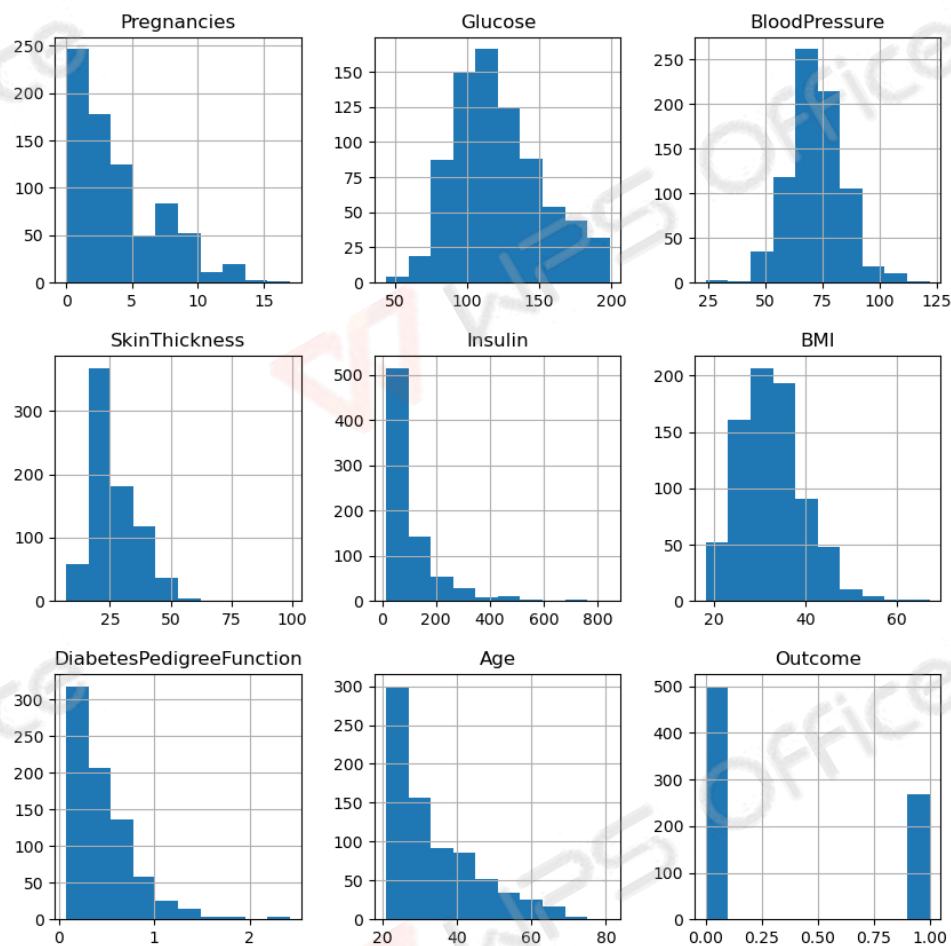 Pregnancies Glucose BloodPressure
250 200 150 100 50 0
150 125 100 75 50 25 0
250 200 150 100 50 0
0 5 10 15
50 100 150 200
25 50 75 100 125
SkinThickness Insulin BMI
300 200 100 0
500 400 300 200 100 0
200 150 100 50 0
25 50 75 100
0 200 400 600 800
20 40 60
DiabetesPedigreeFunction Age Outcome
300 250 200 150 100 50 0
300 250 200 150 100 50 0
500 400 300 200 100 0
0 1 2
20 40 60 80
0.00 0.25 0.50 0.75 1.00
WPS Office
WPS Office